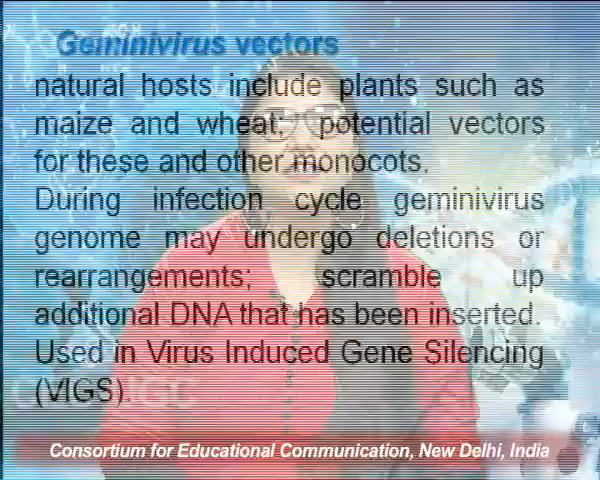 Geminivirus vectors
natural hosts include plants such as
maize and wheat; potential vectors
for these and other monocots.
During infection cycle geminivirus
genome may undergo deletions or
rearrangements; scramble up
additional DNA that has been inserted.
Used in Virus Induced Gene Silencing
(VIGS).
Consortium for Educational Communication, New Delhi, India